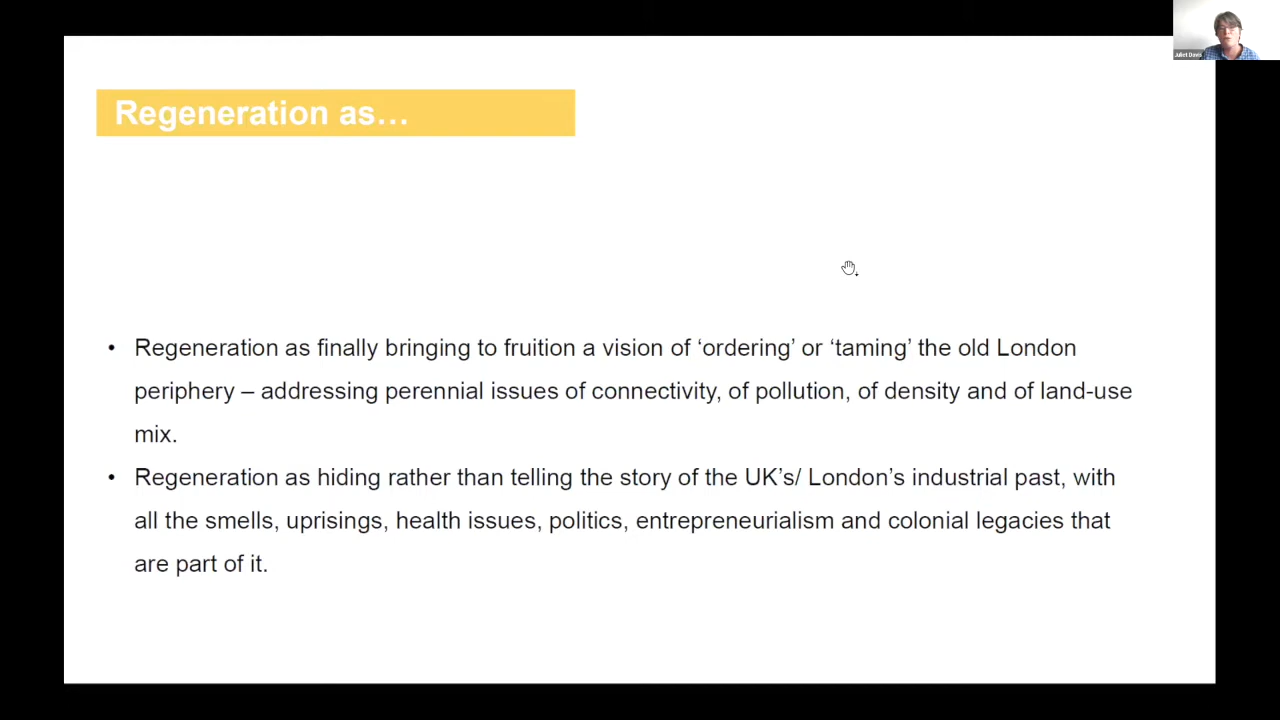 Juliet Davis
Regeneration as…
• Regeneration as finally bringing to fruition a vision of ‘ordering’ or ‘taming’ the old London
periphery – addressing perennial issues of connectivity, of pollution, of density and of land-use
mix.
• Regeneration as hiding rather than telling the story of the UK’s/ London’s industrial past, with
all the smells, uprisings, health issues, politics, entrepreneurialism and colonial legacies that
are part of it.